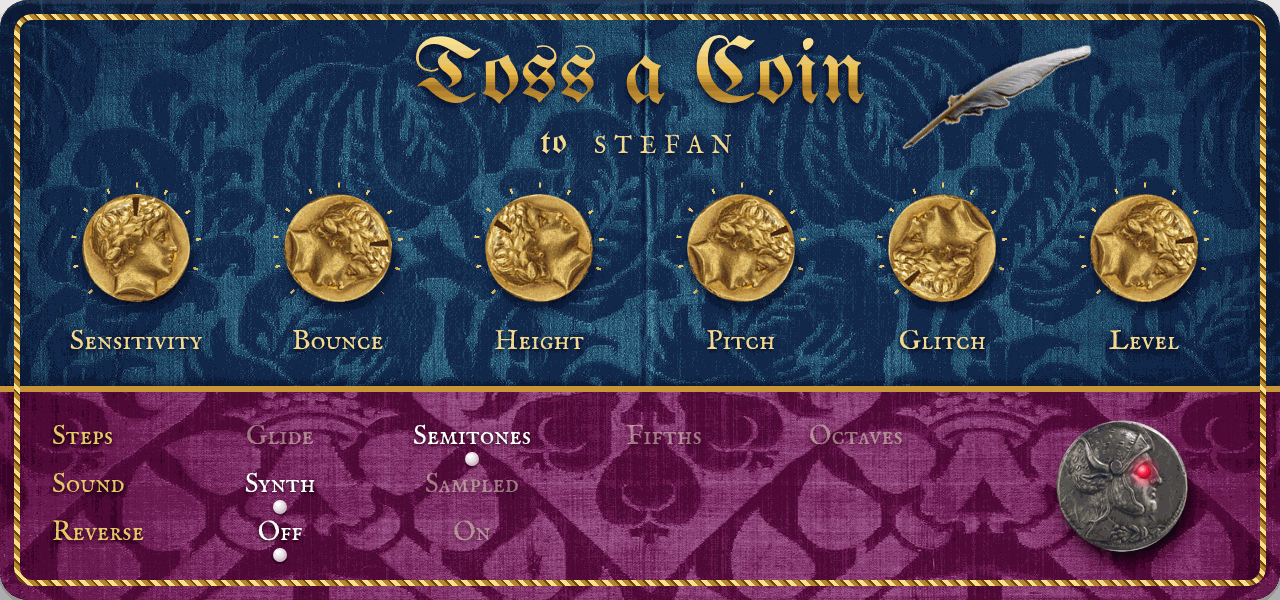 Toss a Coin
to STEFAN
Sensitivity Bounce Height Pitch Glitch Level
Steps Glide Semitones Fifths Octaves
Sound Synth Sampled
Reverse Off On